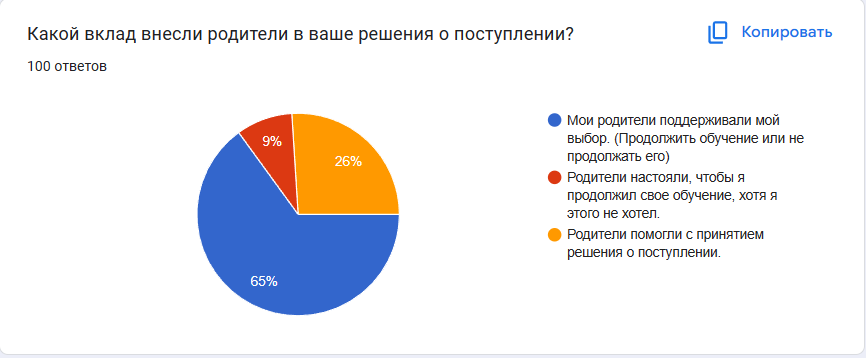 Какой вклад внесли родители в ваше решения о поступлении?
Копировать
100 ответов
9%
26%
65%
Мои родители поддерживали мой
выбор. (Продолжить обучение или не
продолжать его)
Родители настояли, чтобы я
продолжил свое обучение, хотя я
этого не хотел.
Родители помогли с принятием
решения о поступлении.